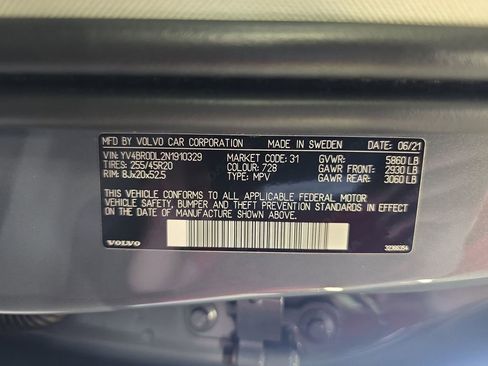 MFD BY VOLVO CAR CORPORATION MADE IN SWEDEN DATE: 06/21
VIN: YV4BR0DL2N1910329 MARKET CODE: 31 GVWR: 5860 LB
TIRES: 255/45R20 COLOUR: 728 GAWR FRONT: 2930 LB
RIM: 8Jx20x52.5 TYPE: MPV GAWR REAR: 3060 LB
THIS VEHICLE CONFORMS TO ALL APPLICABLE FEDERAL MOTOR
VEHICLE SAFETY, BUMPER AND THEFT PREVENTION STANDARDS IN EFFECT
ON THE DATE OF MANUFACTURE SHOWN ABOVE.
VOLVO 32266354